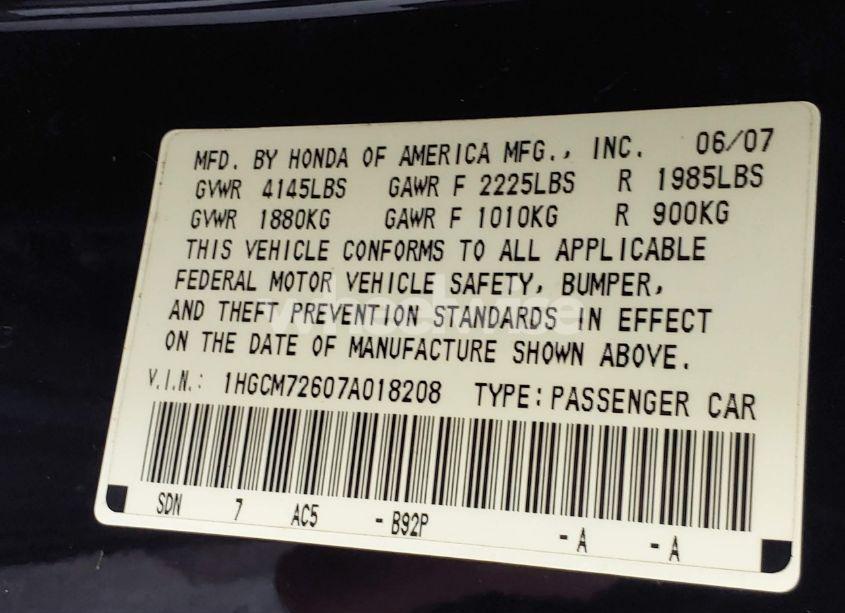 MFD. BY HONDA OF AMERICA MFG., INC. 06/07
GVWR 4145LBS GAWR F 2225LBS R 1985LBS
GVWR 1880KG GAWR F 1010KG R 900KG
THIS VEHICLE CONFORMS TO ALL APPLICABLE
FEDERAL MOTOR VEHICLE SAFETY, BUMPER,
AND THEFT PREVENTION STANDARDS IN EFFECT
ON THE DATE OF MANUFACTURE SHOWN ABOVE.
V.I.N.: 1HGCM72607A018208 TYPE: PASSENGER CAR
SDN 7 AC5 - B92P - A - A